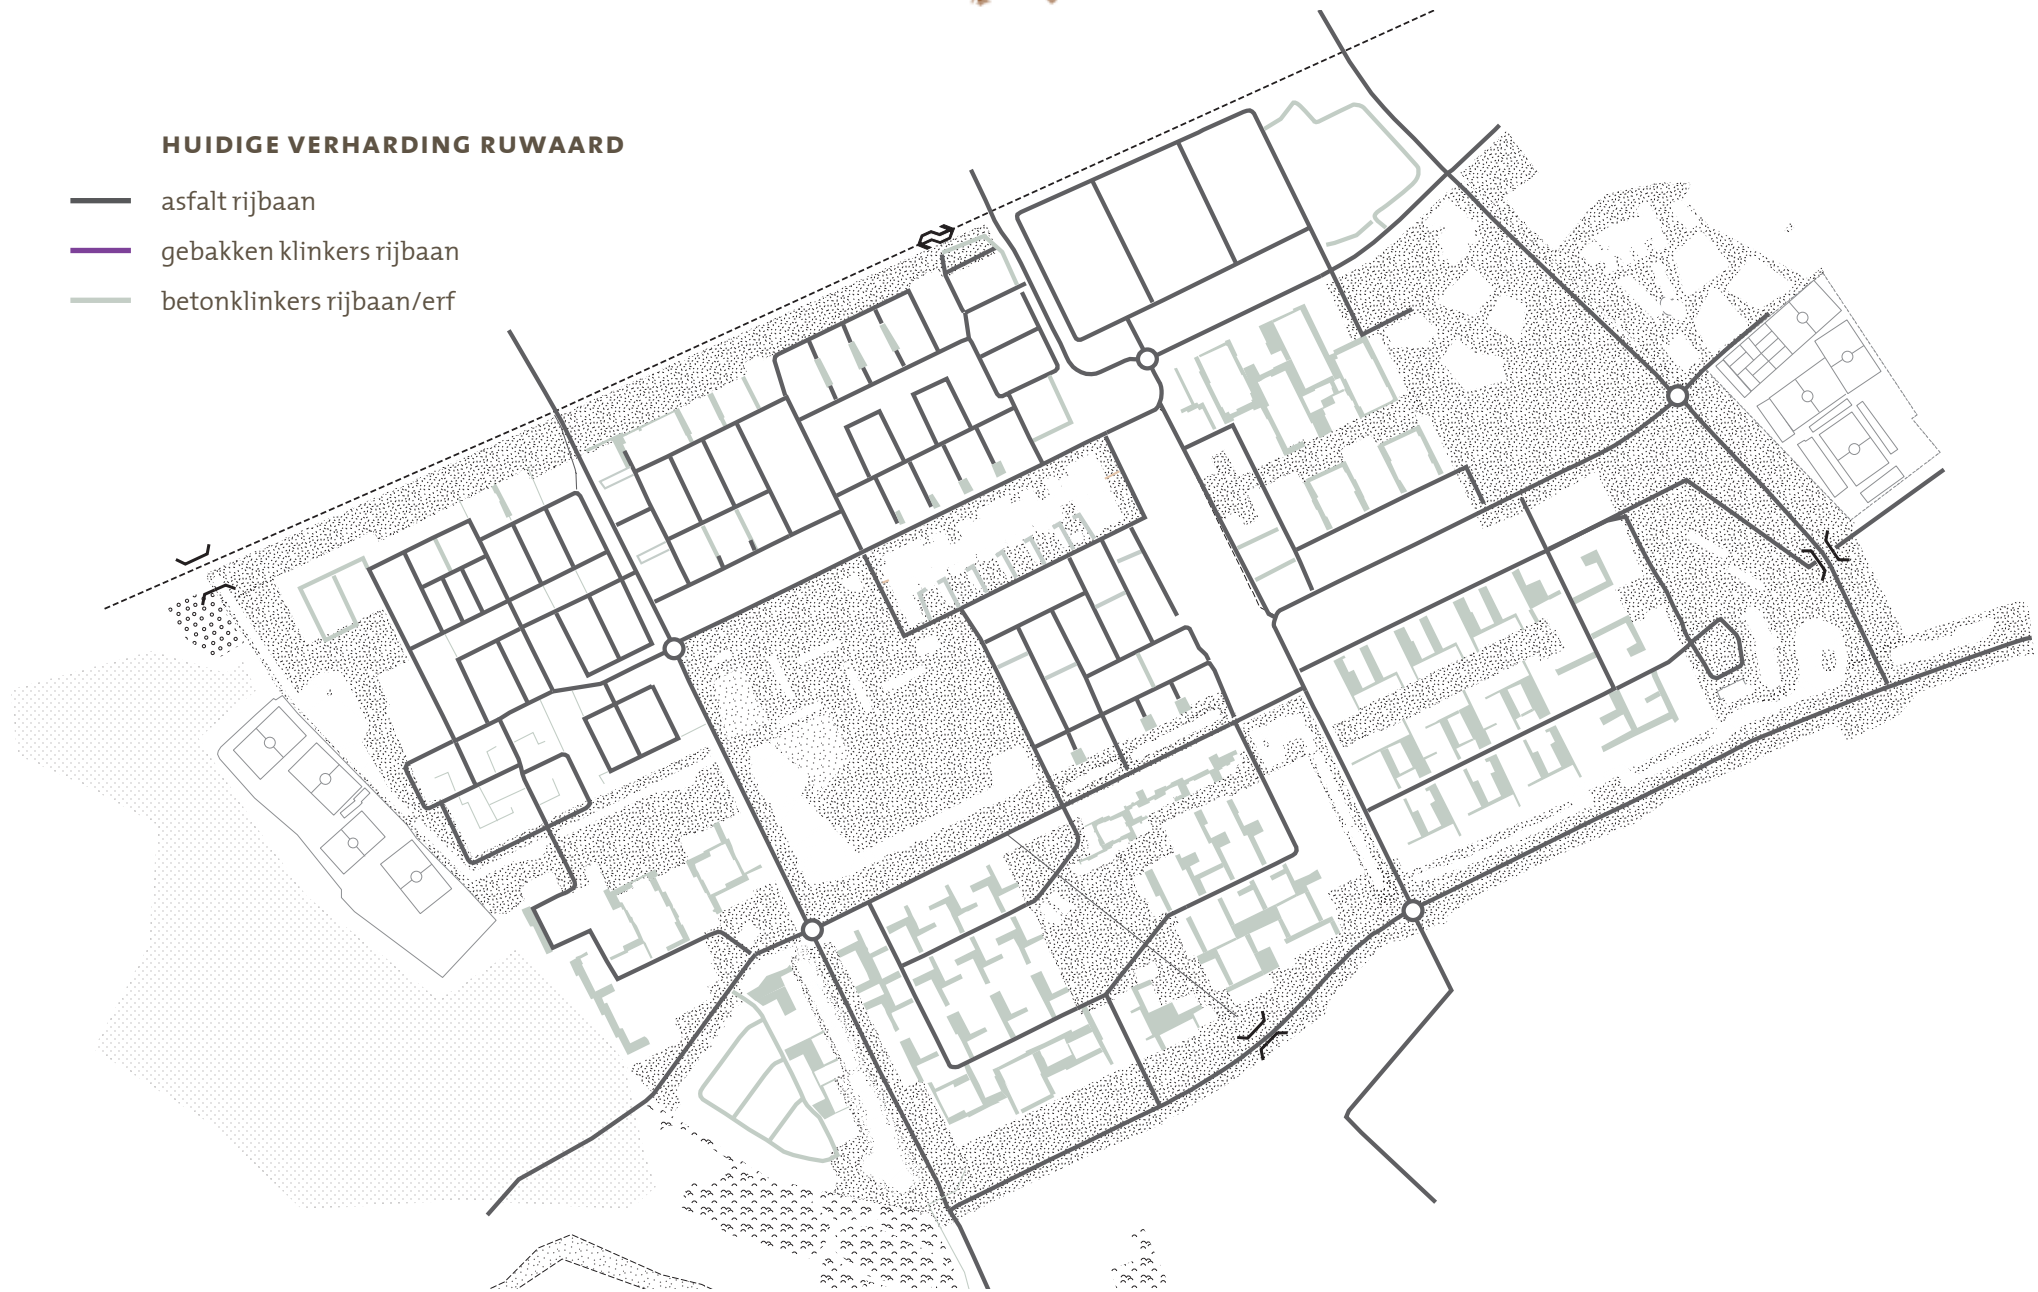 HUIDIGE VERHARDING RUWAARD
asfalt rijbaan
gebakken klinkers rijbaan
betonklinkers rijbaan/erf